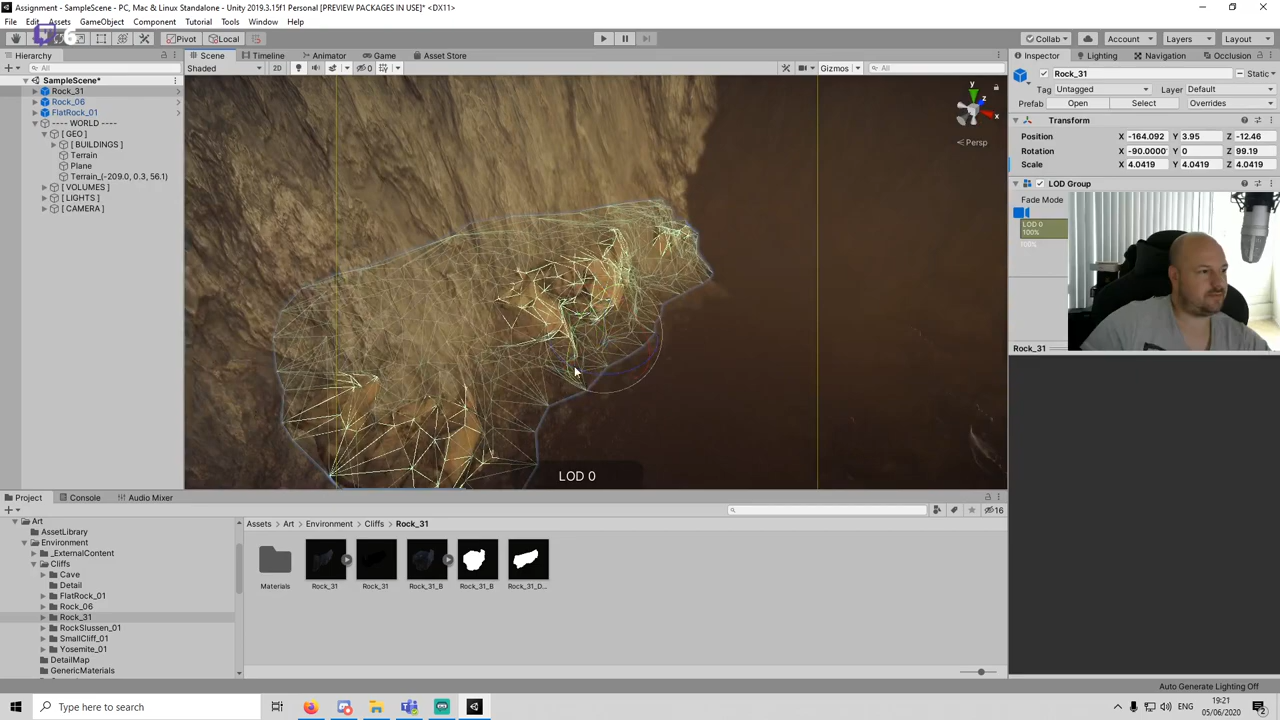 Assignment - SampleScene - PC, Mac & Linux Standalone - Unity 2019.3.15f1 Personal [PREVIEW PACKAGES IN USE]* <DX11>
File Edit Assets GameObject Component Tutorial Tools Window Help
6
Pivot Local Collab Account Layers Layout
Hierarchy Scene Timeline Animator Game Asset Store Inspector Lighting Navigation Occlusion
All Shaded 2D 0 Gizmos All Rock_31 Static
SampleScene*
Rock_31
Rock_06
FlatRock_01
---- WORLD ----
[ GEO ]
[ BUILDINGS ]
Terrain
Plane
Terrain_(-209.0, 0.3, 56.1)
[ VOLUMES ]
[ LIGHTS ]
[ CAMERA ]
y
z
x
Persp
LOD 0
Tag Untagged Layer Default
Prefab Open Select Overrides
Transform
Position X -164.092 Y 3.95 Z -12.46
Rotation X -90.0000 Y 0 Z 99.19
Scale X 4.0419 Y 4.0419 Z 4.0419
LOD Group
Fade Mode
LOD 0
100%
100%
Rock_31
Project Console Audio Mixer
16
Art
AssetLibrary
Environment
_ExternalContent
Cliffs
Cave
Detail
FlatRock_01
Rock_06
Rock_31
RockSlussen_01
SmallCliff_01
Yosemite_01
DetailMap
GenericMaterials
Assets Art Environment Cliffs Rock_31
Materials Rock_31 Rock_31 Rock_31_B Rock_31_B Rock_31_D...
Auto Generate Lighting Off
Type here to search
ENG
19:21
05/06/2020
2